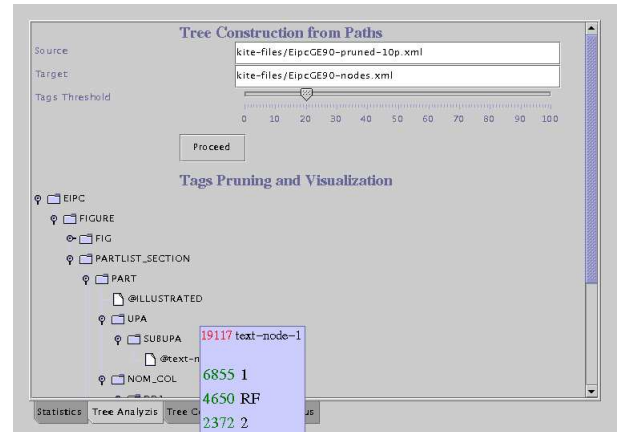 Tree Construction from Paths
Source
kite-files/EipcGE90-pruned-10p.xml
Target
kite-files/EipcGE90-nodes.xml
Tags Threshold
0 10 20 30 40 50 60 70 80 90 100
Proceed
Tags Pruning and Visualization
EIPC
FIGURE
FIG
PARTLIST_SECTION
PART
@ILLUSTRATED
UPA
SUBUPA
19117 text-node-1
@text-n
6855 1
NOM_COL
4650 RF
Statistics
Tree Analyzis
2372 2